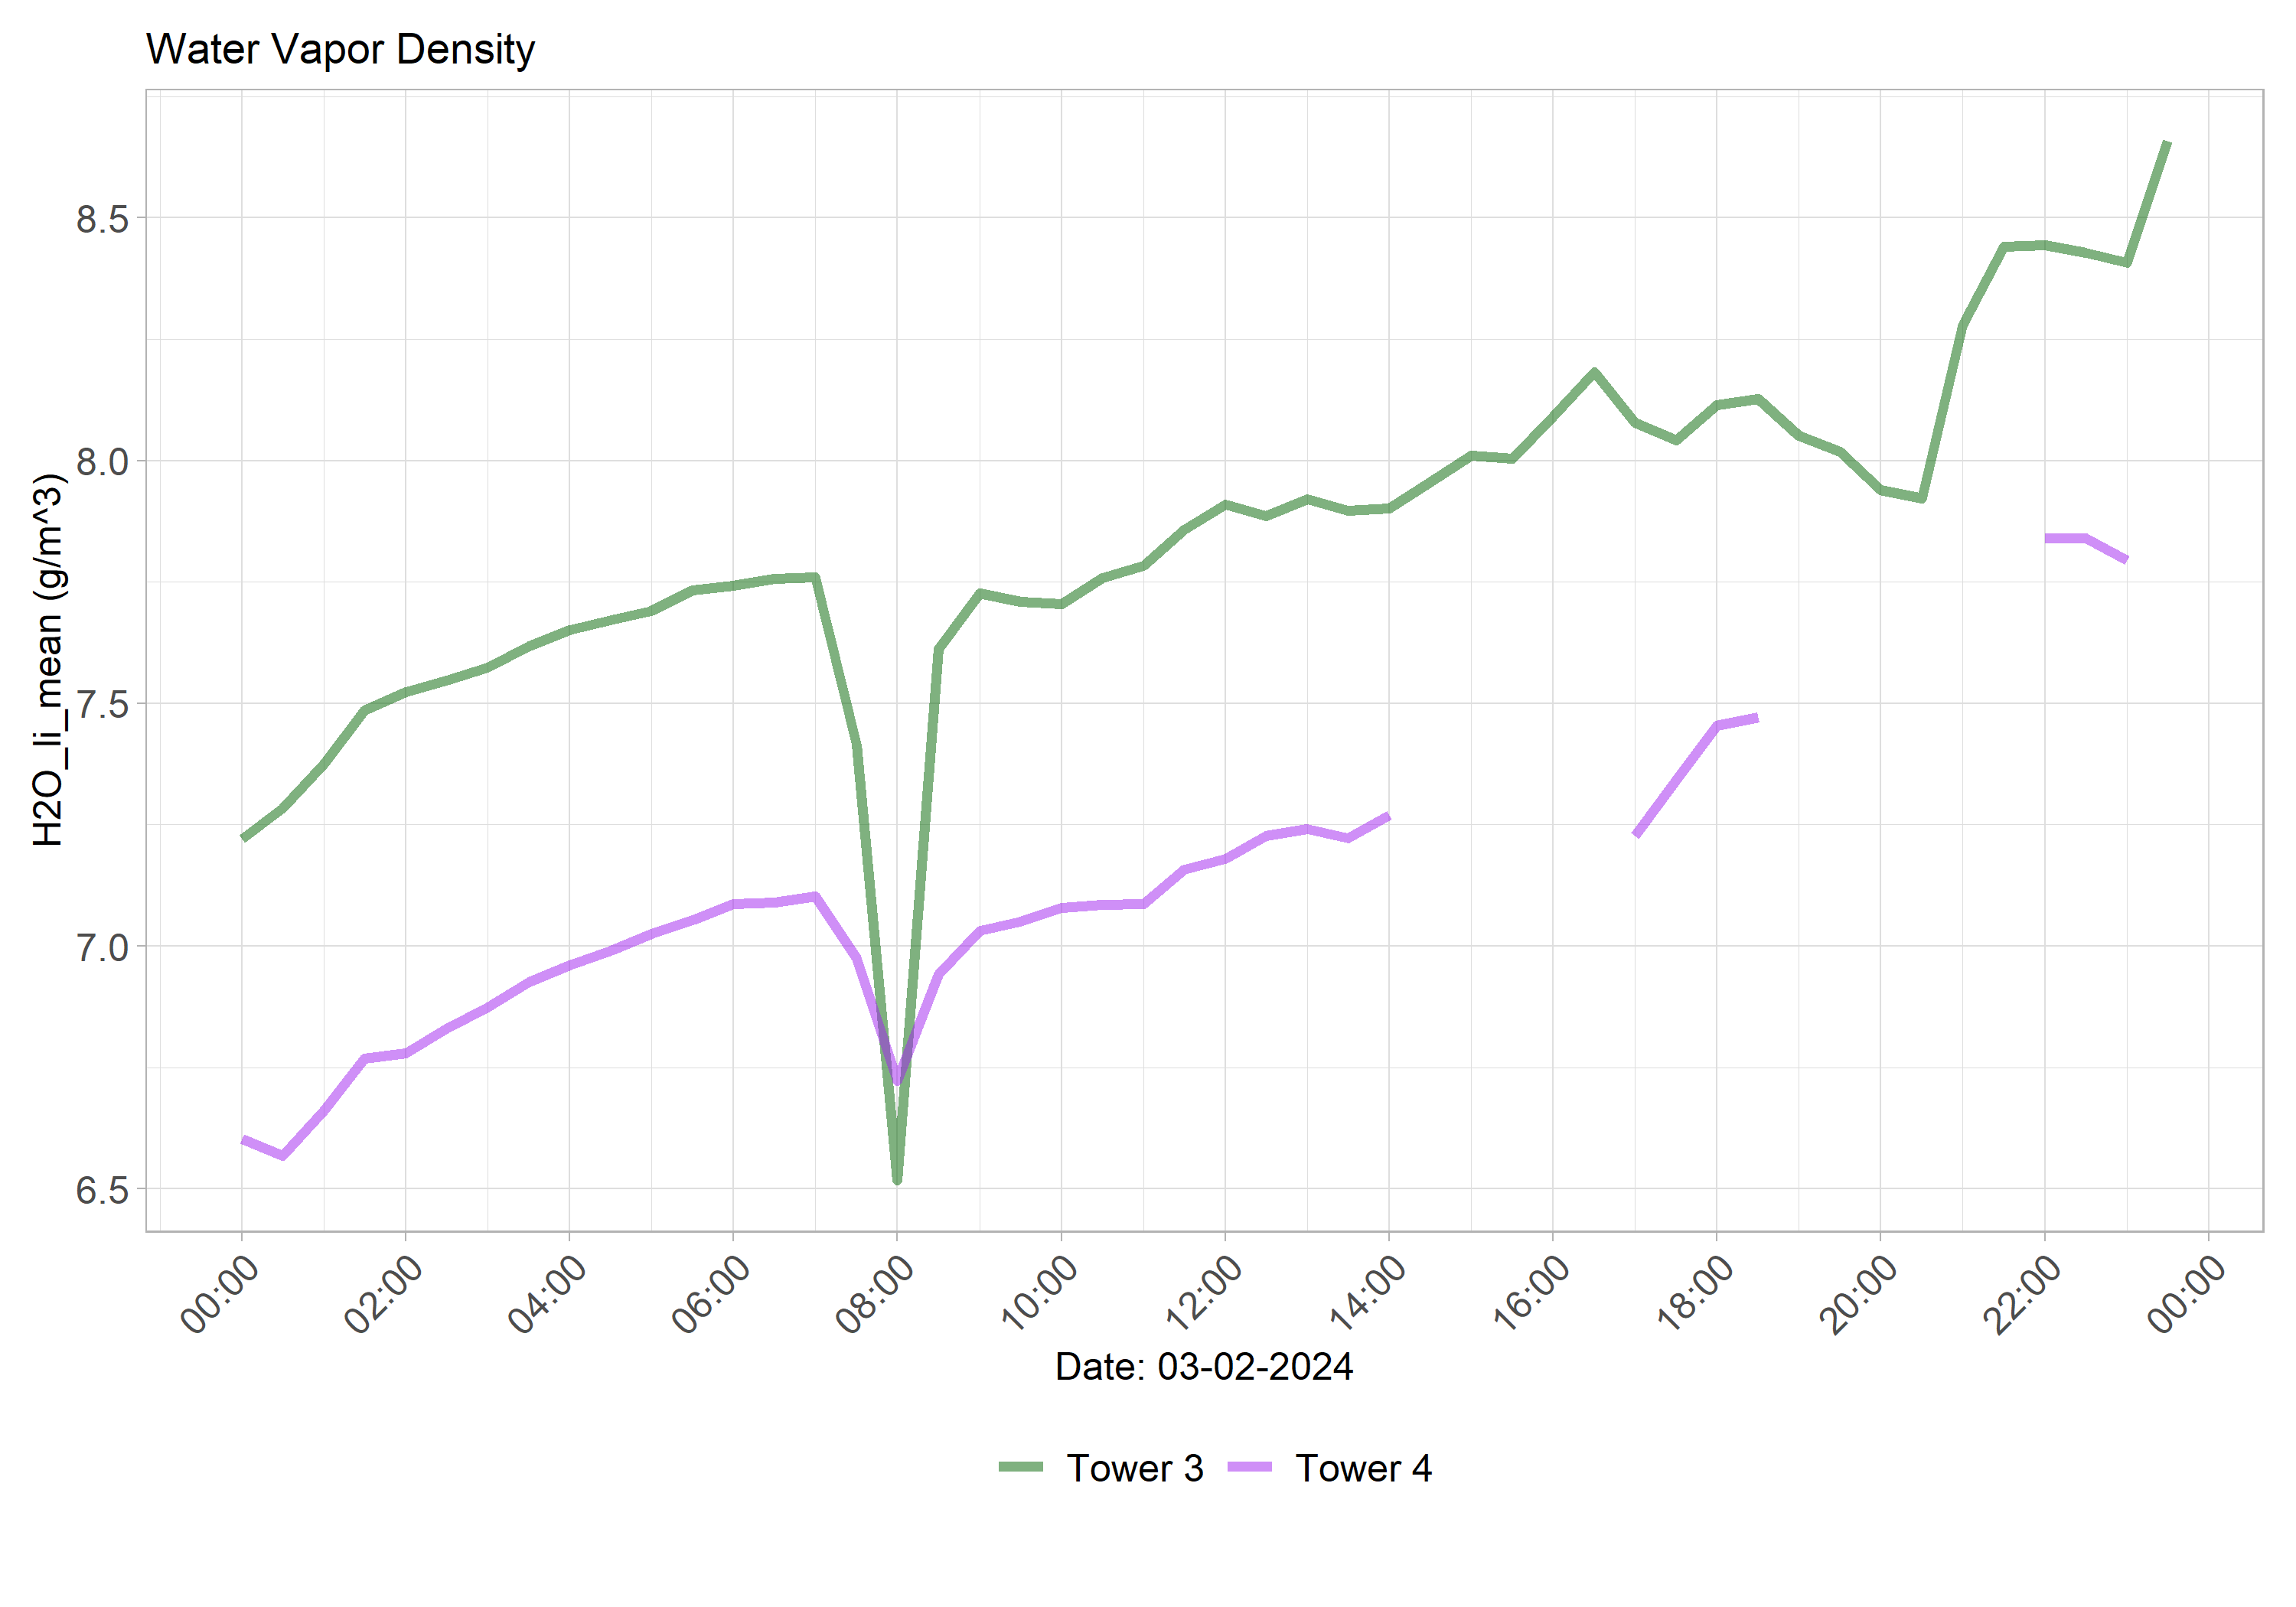 Water Vapor Density
H2O_li_mean (g/m^3)
8.5
8.0
7.5
7.0
6.5
00:00 02:00 04:00 06:00 08:00 10:00 12:00 14:00 16:00 18:00 20:00 22:00 00:00
Date: 03-02-2024
Tower 3 Tower 4